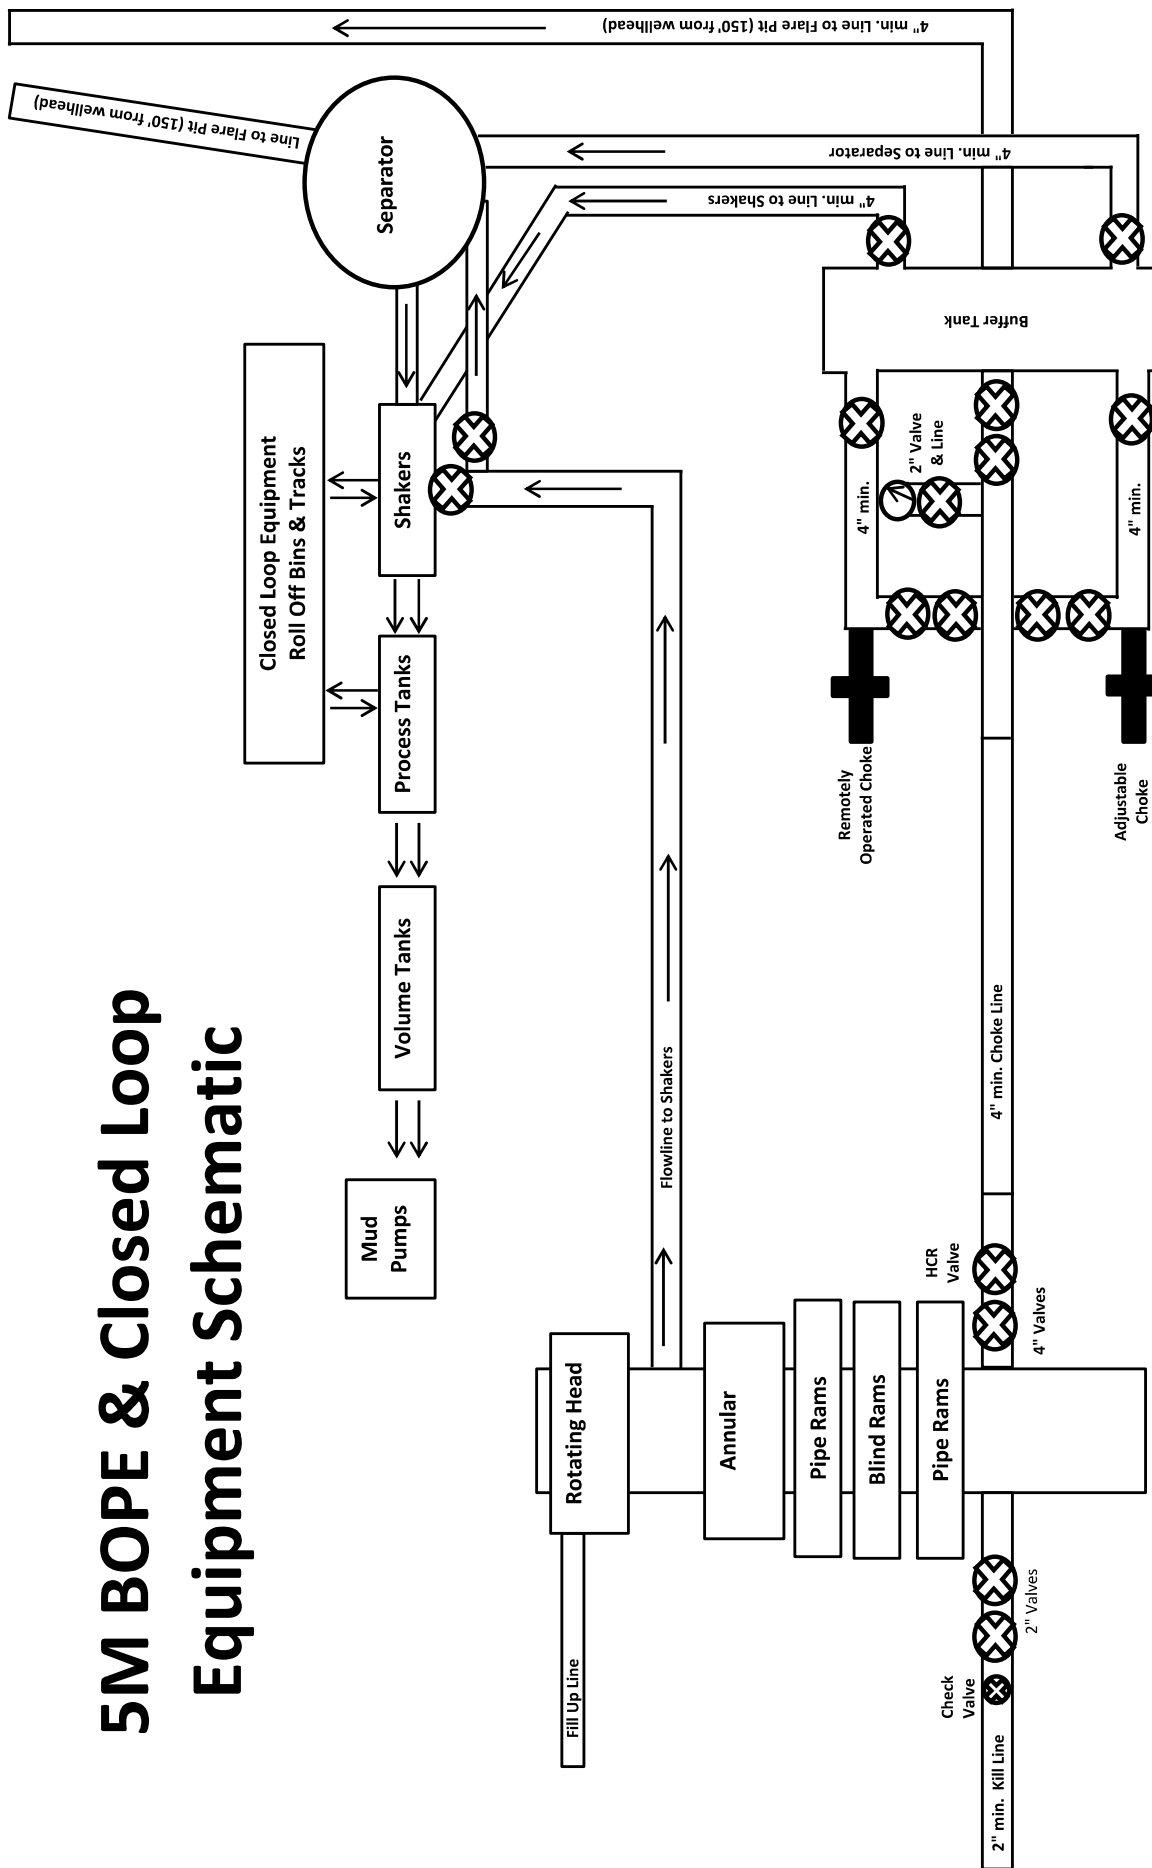 5M BOPE & Closed Loop
Equipment Schematic
Closed Loop Equipment
Roll Off Bins & Tracks
Mud
Pumps
Volume Tanks
Process Tanks
Shakers
Separator
Line to Flare Pit (150' from wellhead)
4" min. Line to Flare Pit (150' from wellhead)
4" min. Line to Separator
4" min. Line to Shakers
Fill Up Line
Rotating Head
Flowline to Shakers
Annular
Pipe Rams
Blind Rams
Pipe Rams
Remotely
Operated Choke
4" min.
2" Valve
& Line
Buffer Tank
Check
Valve
2" min. Kill Line
2" Valves
HCR
Valve
4" Valves
4" min. Choke Line
Adjustable
Choke
4" min.